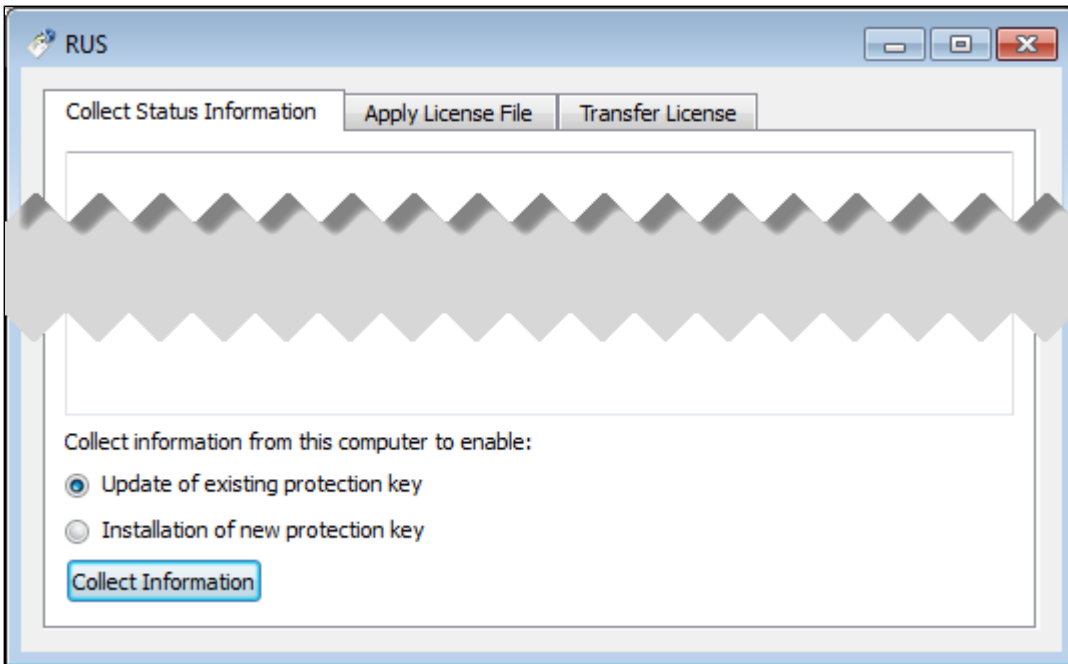 RUS
Collect Status Information
Apply License File
Transfer License
Collect information from this computer to enable:
Update of existing protection key
Installation of new protection key
Collect Information